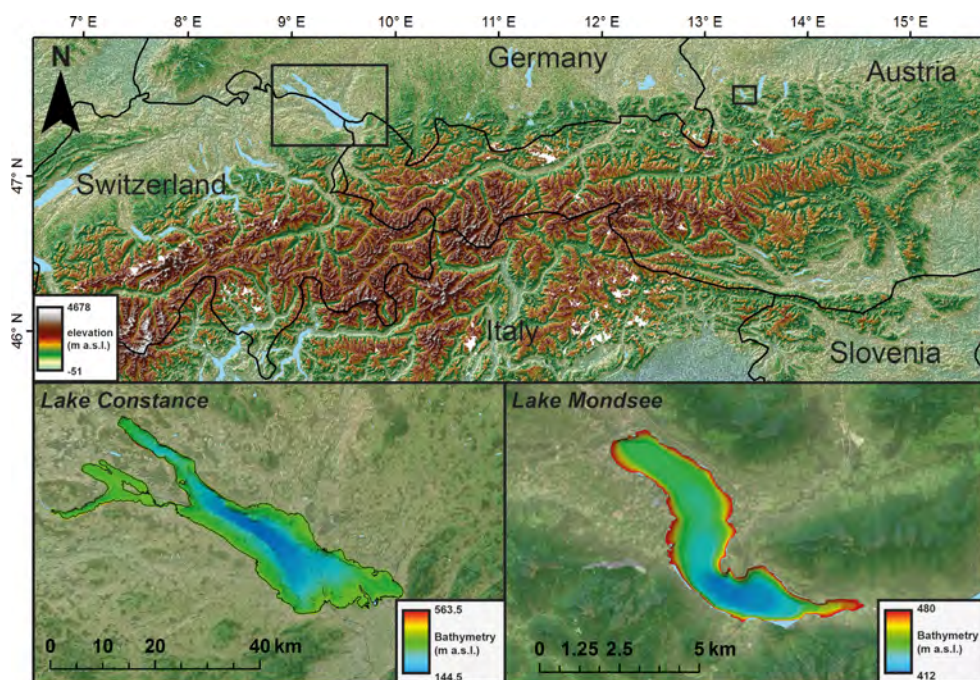 7° E 8° E 9° E 10° E 11° E 12° E 13° E 14° E 15° E
N
Germany
Austria
47° N
Switzerland
4678
elevation
(m a.s.l.)
-51
46° N
Italy
Slovenia
Lake Constance
563.5
Bathymetry
(m a.s.l.)
144.5
0 10 20 40 km
Lake Mondsee
480
Bathymetry
(m a.s.l.)
412
0 1.25 2.5 5 km